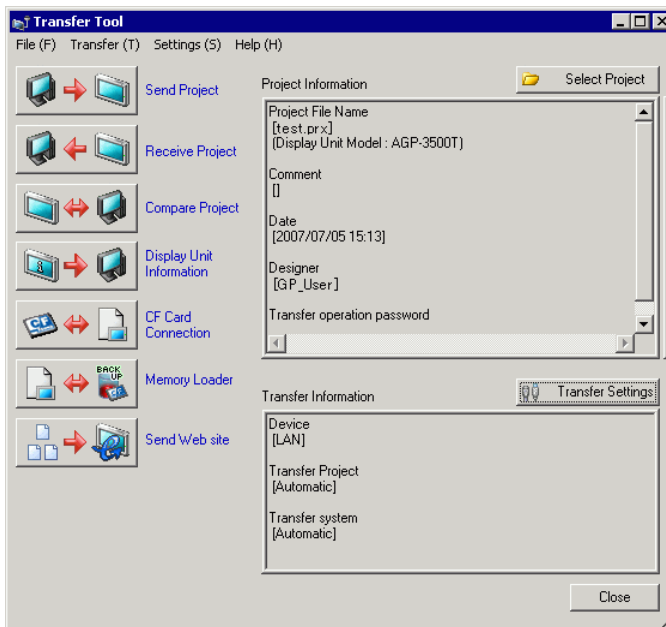 Transfer Tool
File (F) Transfer (T) Settings (S) Help (H)
Send Project
Receive Project
Compare Project
Display Unit
Information
CF
CF Card
Connection
BACK
UP
Memory Loader
Send Web site
Project Information
Select Project
Project File Name
[test.prx]
(Display Unit Model : AGP-3500T)
Comment
[]
Date
[2007/07/05 15:13]
Designer
[GP_User]
Transfer operation password
Transfer Information
Transfer Settings
Device
[LAN]
Transfer Project
[Automatic]
Transfer system
[Automatic]
Close